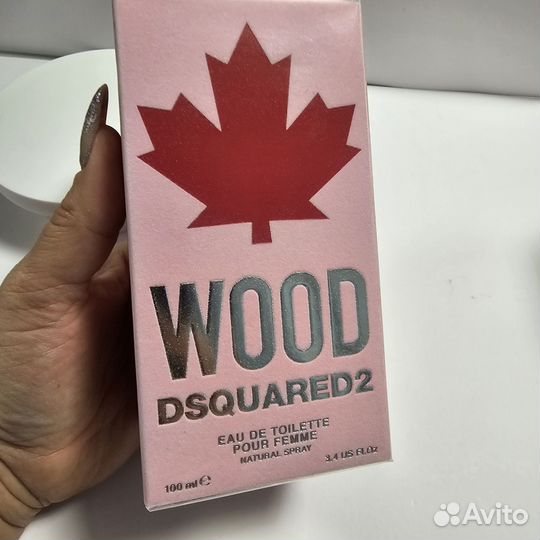 WOOD
DSQUARED2
EAU DE TOILETTE
POUR FEMME
NATURAL SPRAY
100 ml ℮
3.4 US Fl.Oz
Avito